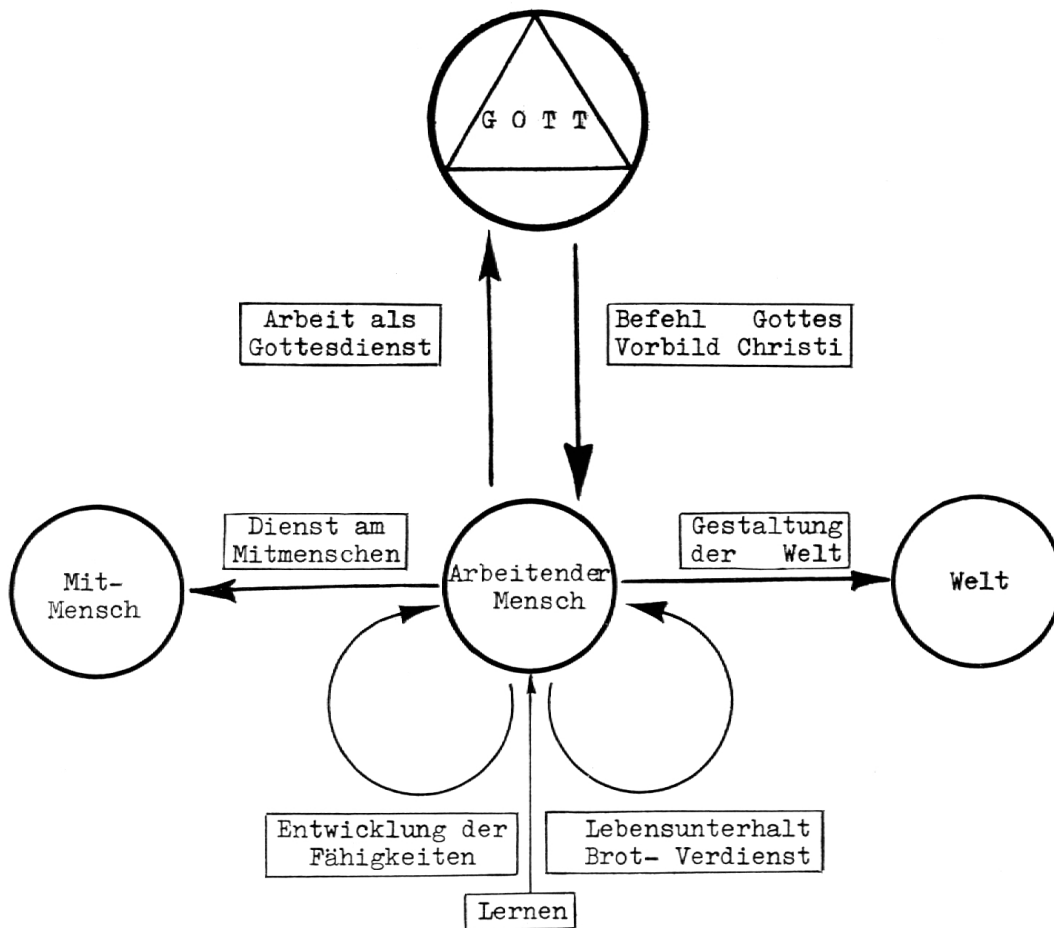 G O T T
Arbeit als
Gottesdienst
Befehl Gottes
Vorbild Christi
Mit-
Mensch
Dienst am
Mitmenschen
Arbeitender
Mensch
Gestaltung
der Welt
Welt
Entwicklung der
Fähigkeiten
Lebensunterhalt
Brot- Verdienst
Lernen